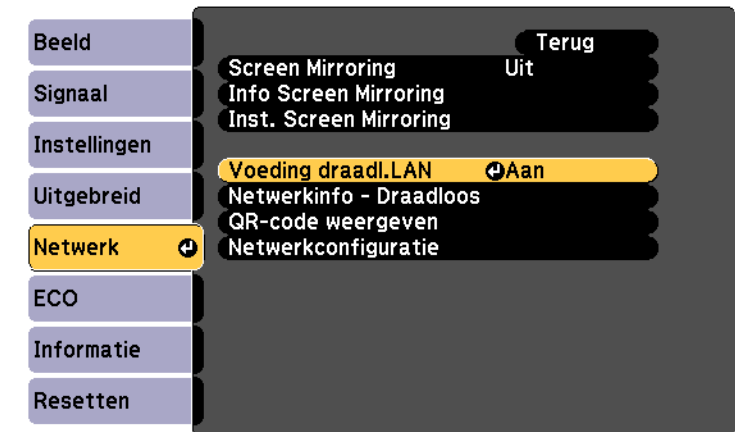 Beeld
Signaal
Instellingen
Uitgebreid
Netwerk
ECO
Informatie
Resetten
Terug
Screen Mirroring Uit
Info Screen Mirroring
Inst. Screen Mirroring
Voeding draadl.LAN Aan
Netwerkinfo - Draadloos
QR-code weergeven
Netwerkconfiguratie